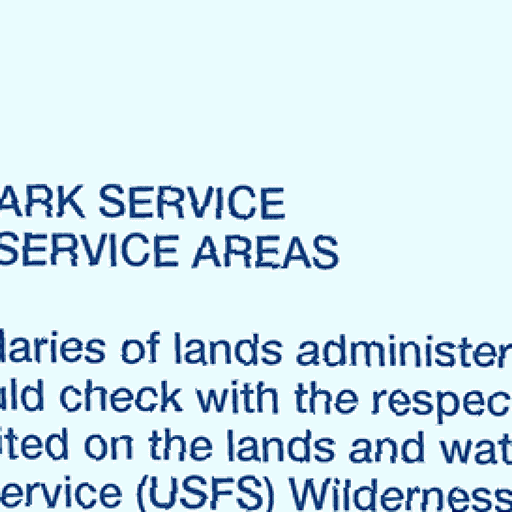 ARK SERVICE
SERVICE AREAS
daries of lands administer
uld check with the respec
ited on the lands and wat
ervice (USFS) Wilderness